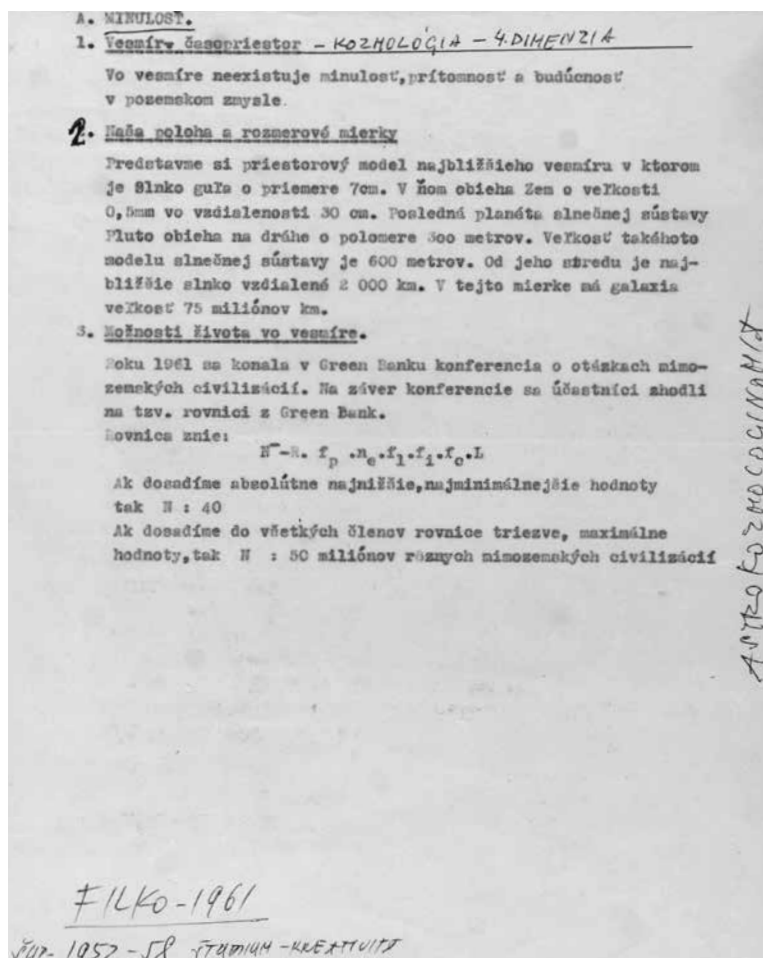 A. MINULOSŤ.
1. Vesmír, časopriestor - KOZMOLÓGIA - 4. DIMENZIA
Vo vesmíre neexistuje minulosť,prítomnosť a budúcnosť
v pozemskom zmysle.
2. Naša poloha a rozmerové mierky
Predstavme si priestorový model najbližšieho vesmíru v ktorom
je Slnko guľa o priemere 7cm. V ňom obieha Zem o veľkosti
0,5mm vo vzdialenosti 30 cm. Posledná planéta slnečnej sústavy
Pluto obieha na dráhe o polomere 300 metrov. Veľkosť takéhoto
modelu slnečnej sústavy je 600 metrov. Od jeho stredu je naj-
bližšie slnko vzdialené 2 000 km. V tejto mierke má galaxia
veľkosť 75 miliónov km.
3. Možnosti života vo vesmíre.
Roku 1961 sa konala v Green Banku konferencia o otázkach mimo-
zemských civilizácií. Na záver konferencie sa účastníci zhodli
na tzv. rovnici z Green Bank.
Rovnica znie:
N-R. fp .ne.fl.fi.fc.L
Ak dosadíme absolútne najnižšie,najminimálnejšie hodnoty
tak N : 40
Ak dosadíme do všetkých členov rovnice triezve, maximálne
hodnoty,tak N : 50 miliónov rôznych mimozemských civilizácií
FILKO-1961
1957-58 ŠTUDIUM-KREATIVITA